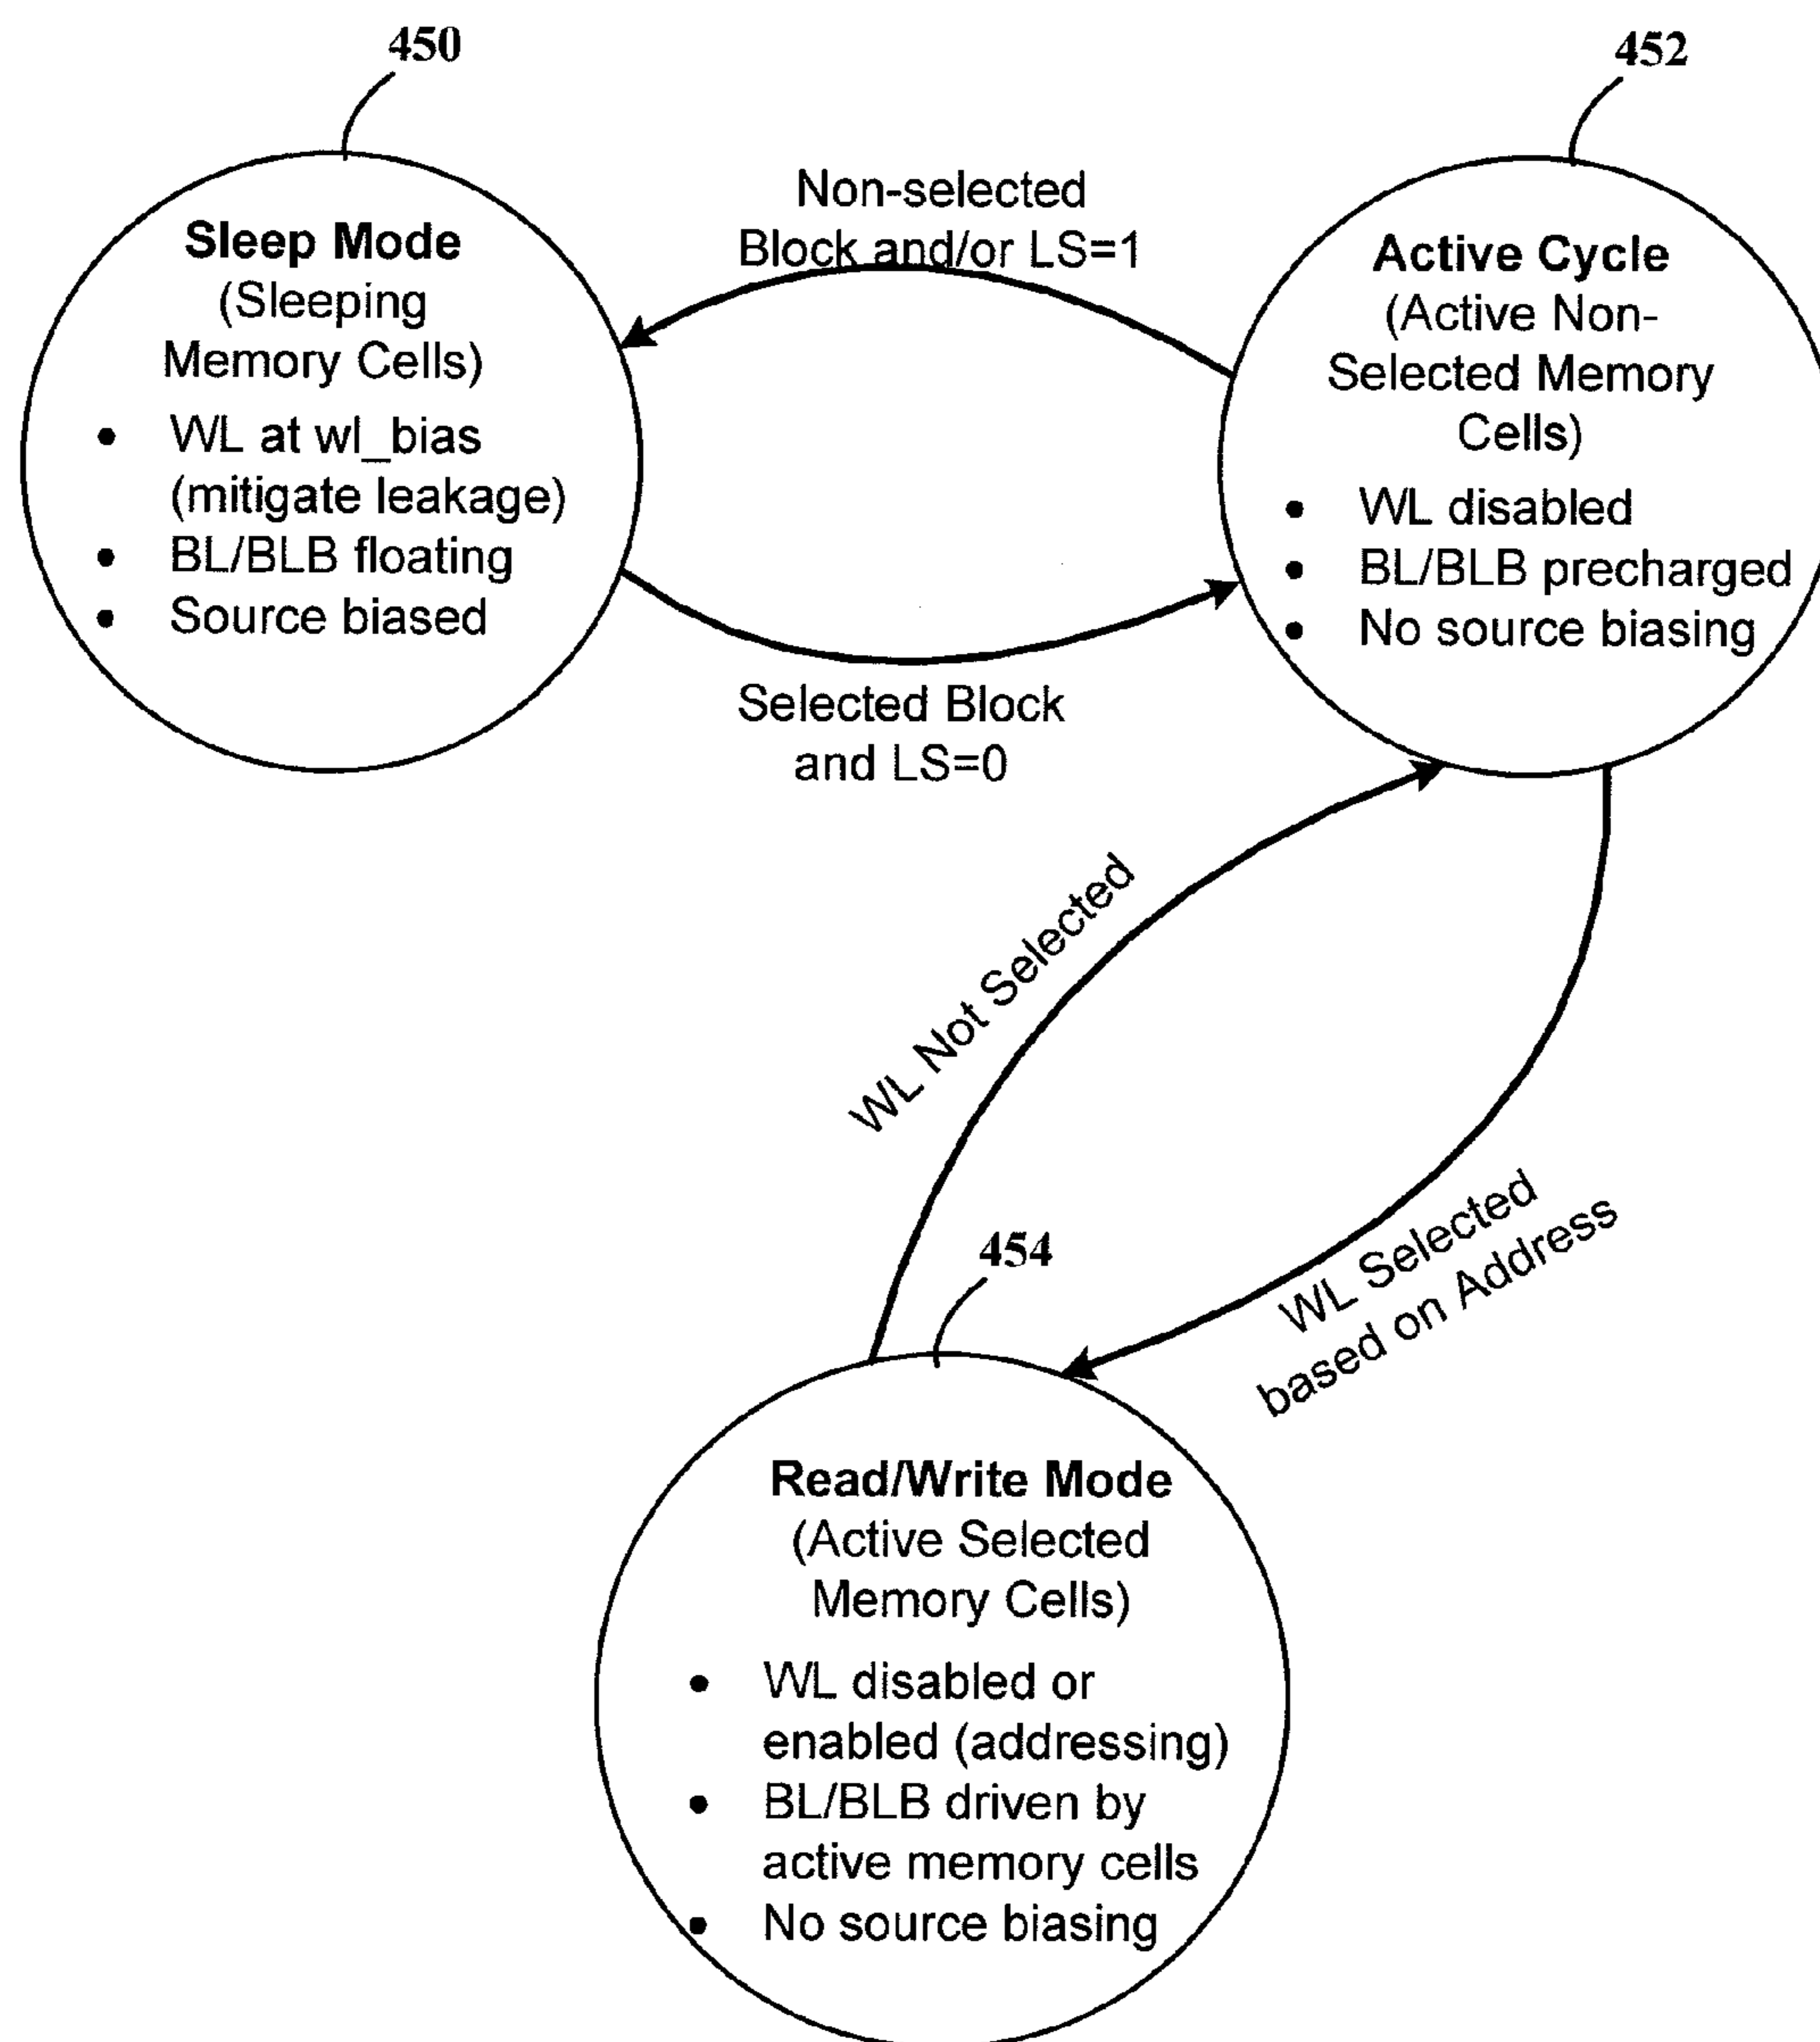 450
452
Sleep Mode
(Sleeping
Memory Cells)
• WL at wl_bias
(mitigate leakage)
• BL/BLB floating
• Source biased
Non-selected
Block and/or LS=1
Selected Block
and LS=0
Active Cycle
(Active Non-
Selected Memory
Cells)
• WL disabled
• BL/BLB precharged
• No source biasing
WL Not Selected
WL Selected
based on Address
454
Read/Write Mode
(Active Selected
Memory Cells)
• WL disabled or
enabled (addressing)
• BL/BLB driven by
active memory cells
• No source biasing